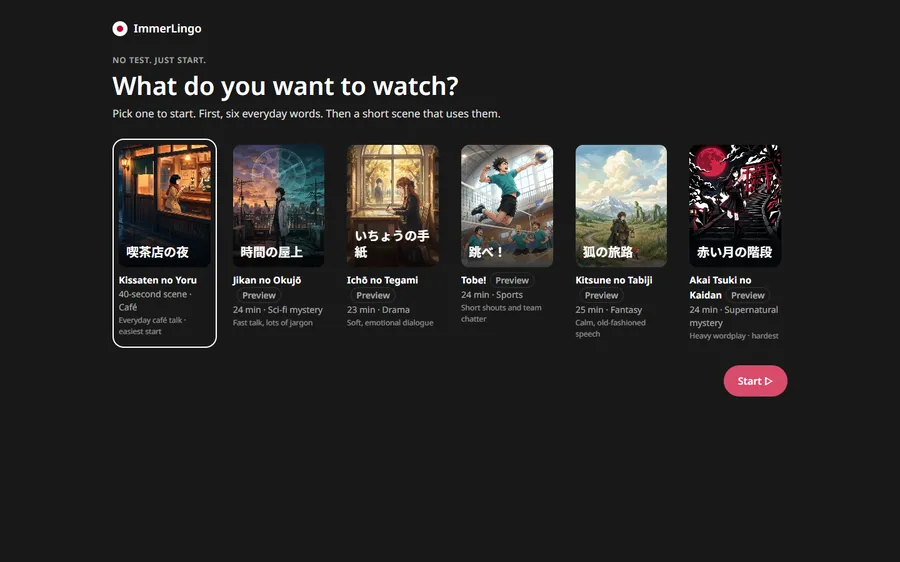 ImmerLingo
NO TEST. JUST START.
What do you want to watch?
Pick one to start. First, six everyday words. Then a short scene that uses them.
喫茶店の夜
Kissaten no Yoru
40-second scene ·
Café
Everyday café talk ·
easiest start
時間の屋上
Jikan no Okujō
Preview
24 min · Sci-fi mystery
Fast talk, lots of jargon
いちょうの手
紙
Ichō no Tegami
Preview
23 min · Drama
Soft, emotional dialogue
跳べ！
Tobe! Preview
24 min · Sports
Short shouts and team
chatter
狐の旅路
Kitsune no Tabiji
Preview
25 min · Fantasy
Calm, old-fashioned
speech
赤い月の階段
Akai Tsuki no
Kaidan Preview
24 min · Supernatural
mystery
Heavy wordplay · hardest
Start ▷